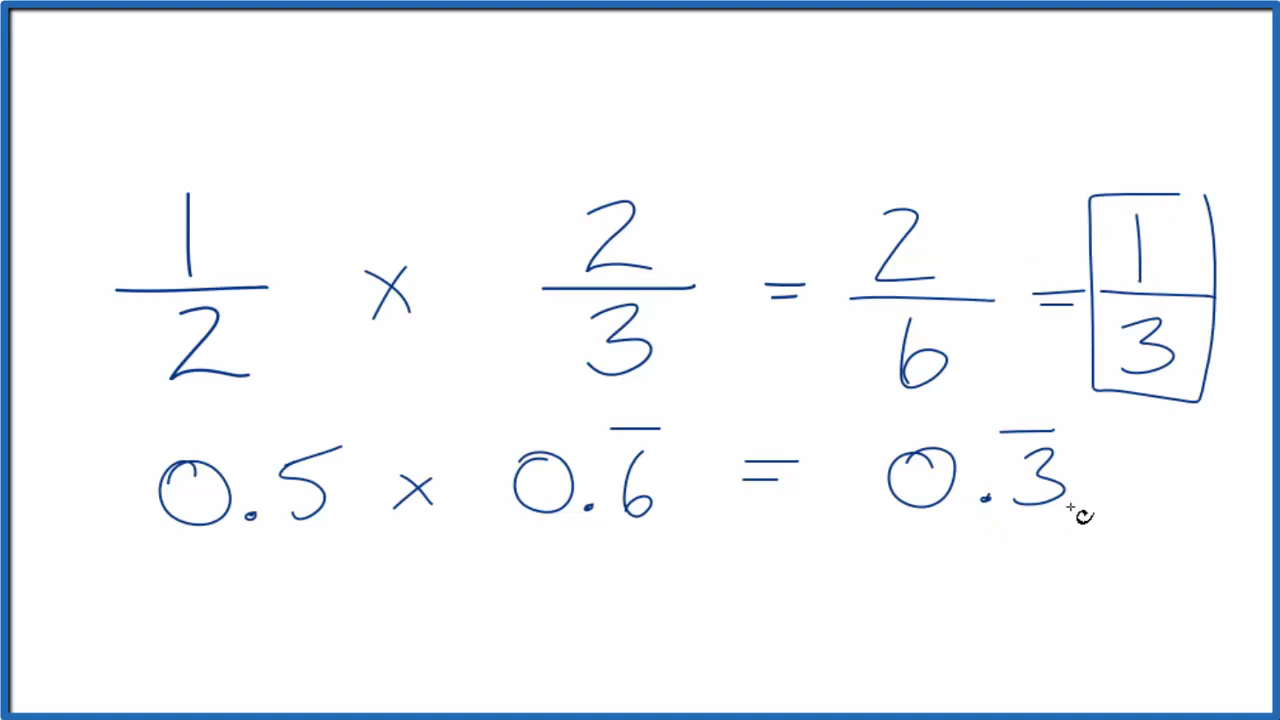 1/2 × 2/3 = 2/6 = 1/3
0.5 × 0.6̅ = 0.3̅